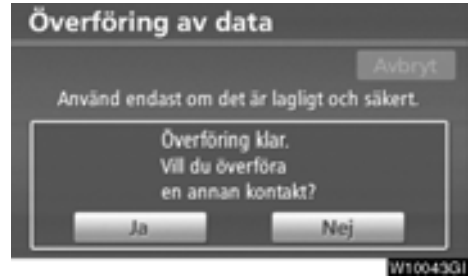 Överföring av data
Avbryt
Använd endast om det är lagligt och säkert.
Överföring klar.
Vill du överföra
en annan kontakt?
Ja Nej
W10043GI